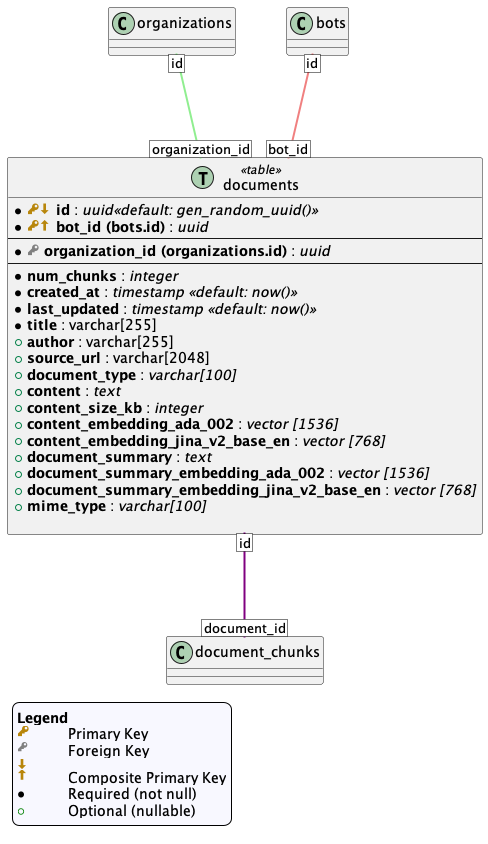 C organizations
C bots
id
id
organization_id
bot_id
T «table»
documents
id : uuid«default: gen_random_uuid()»
bot_id (bots.id) : uuid
organization_id (organizations.id) : uuid
num_chunks : integer
created_at : timestamp «default: now()»
last_updated : timestamp «default: now()»
title : varchar[255]
author : varchar[255]
source_url : varchar[2048]
document_type : varchar[100]
content : text
content_size_kb : integer
content_embedding_ada_002 : vector [1536]
content_embedding_jina_v2_base_en : vector [768]
document_summary : text
document_summary_embedding_ada_002 : vector [1536]
document_summary_embedding_jina_v2_base_en : vector [768]
mime_type : varchar[100]
id
document_id
C document_chunks
Legend
Primary Key
Foreign Key
Composite Primary Key
Required (not null)
Optional (nullable)